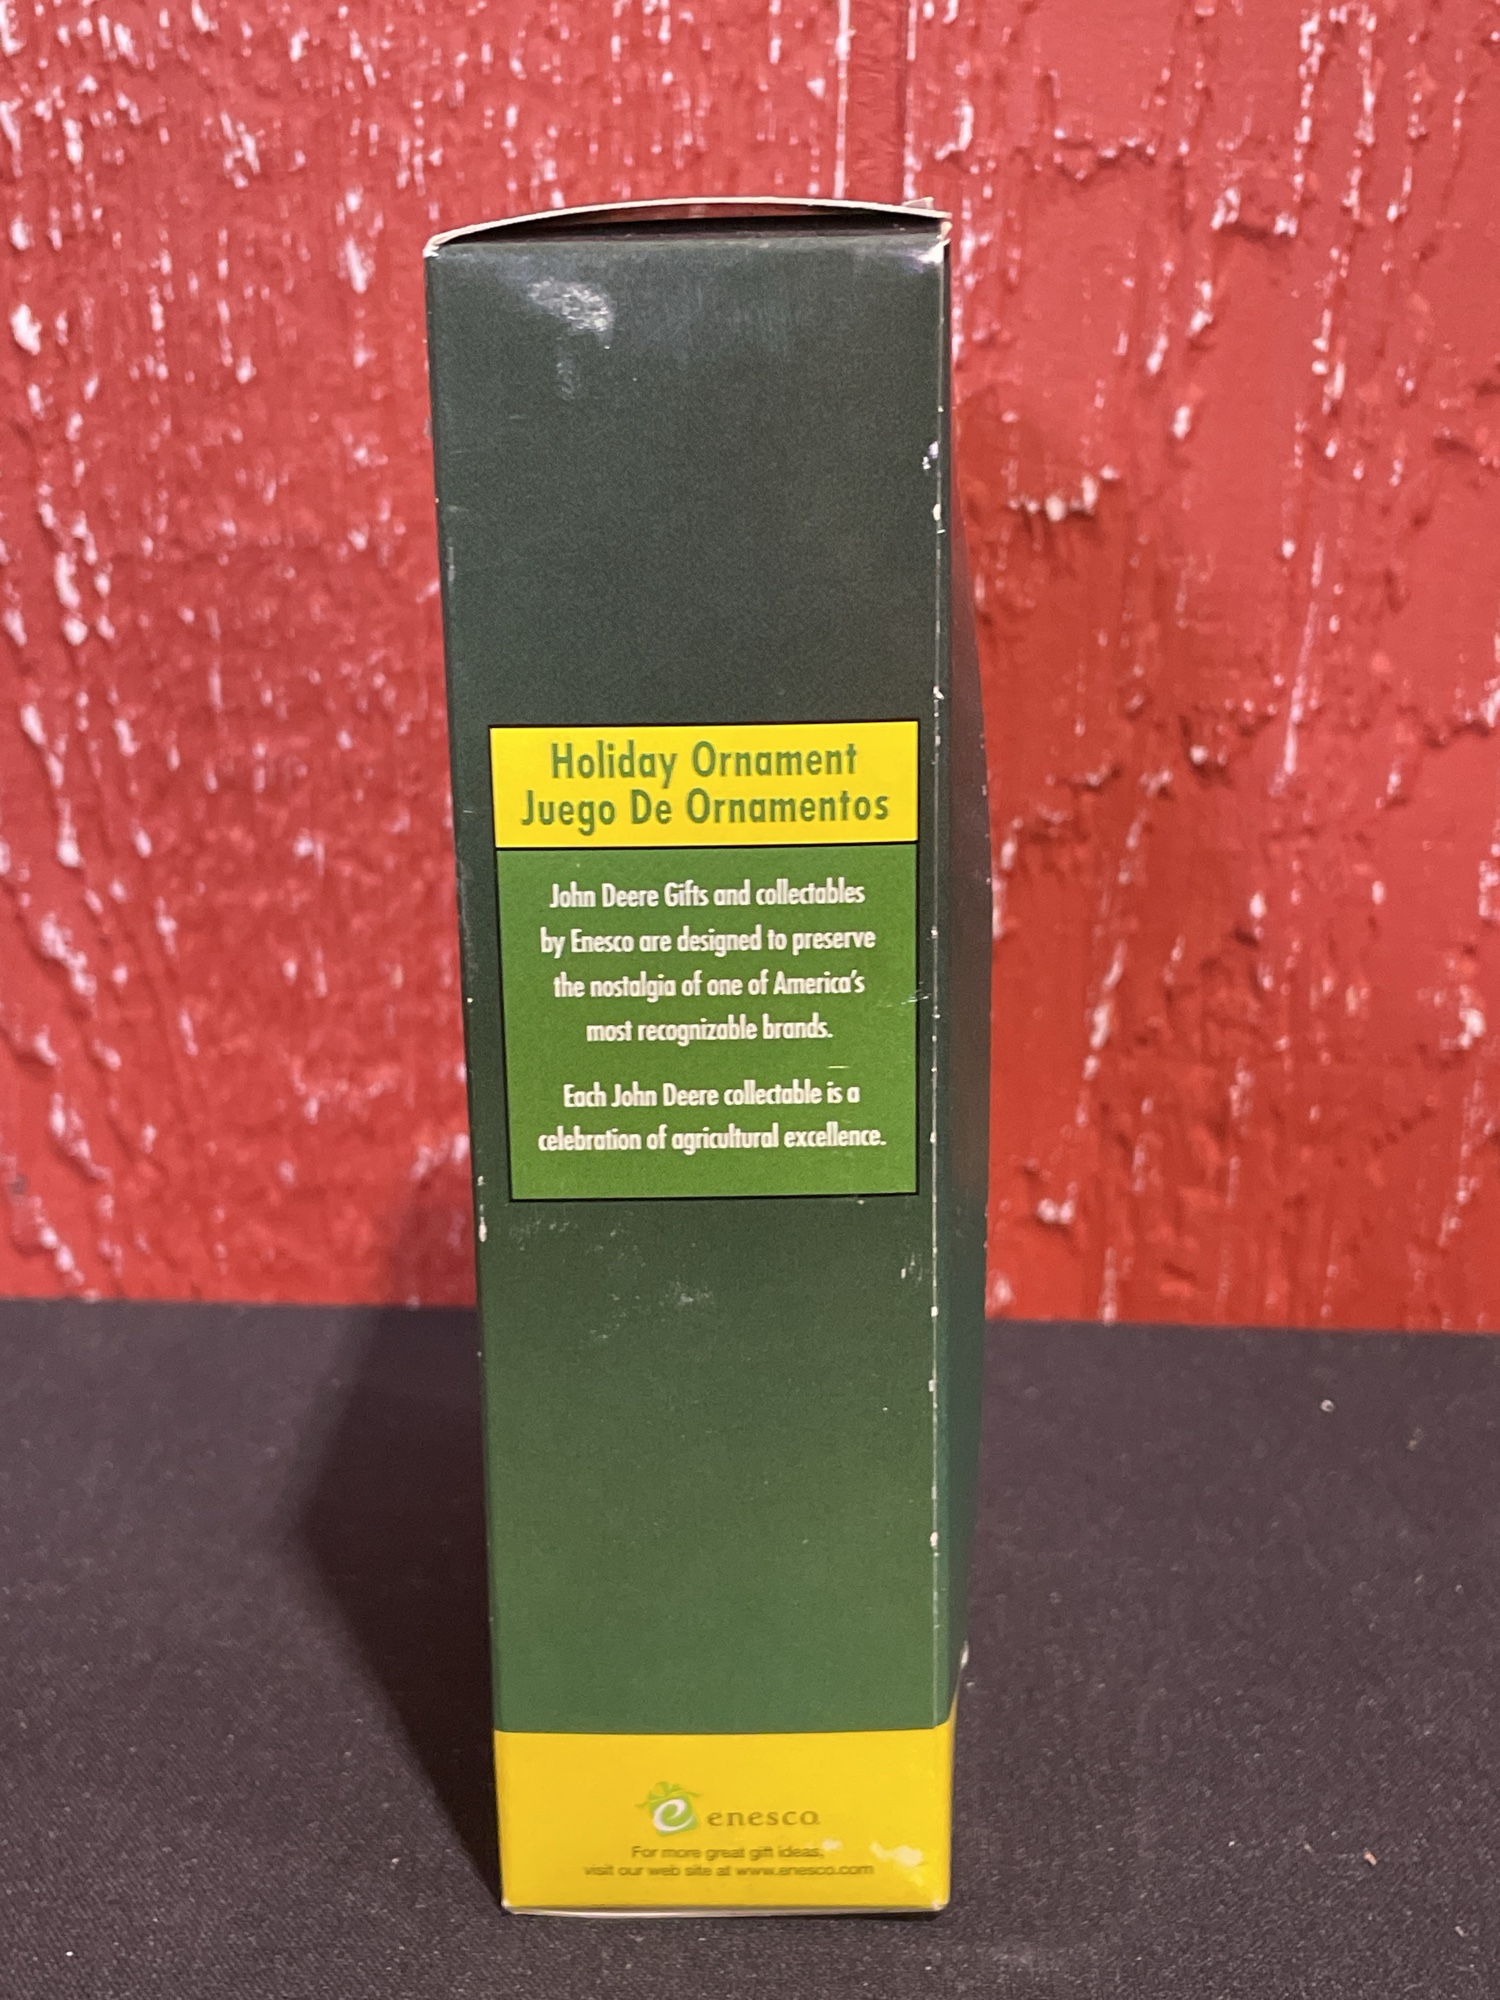 Holiday Ornament
Juego De Ornamentos
John Deere Gifts and collectables
by Enesco are designed to preserve
the nostalgia of one of America's
most recognizable brands.
Each John Deere collectable is a
celebration of agricultural excellence.
e enesco
For more great gift ideas,
visit our web site at www.enesco.com